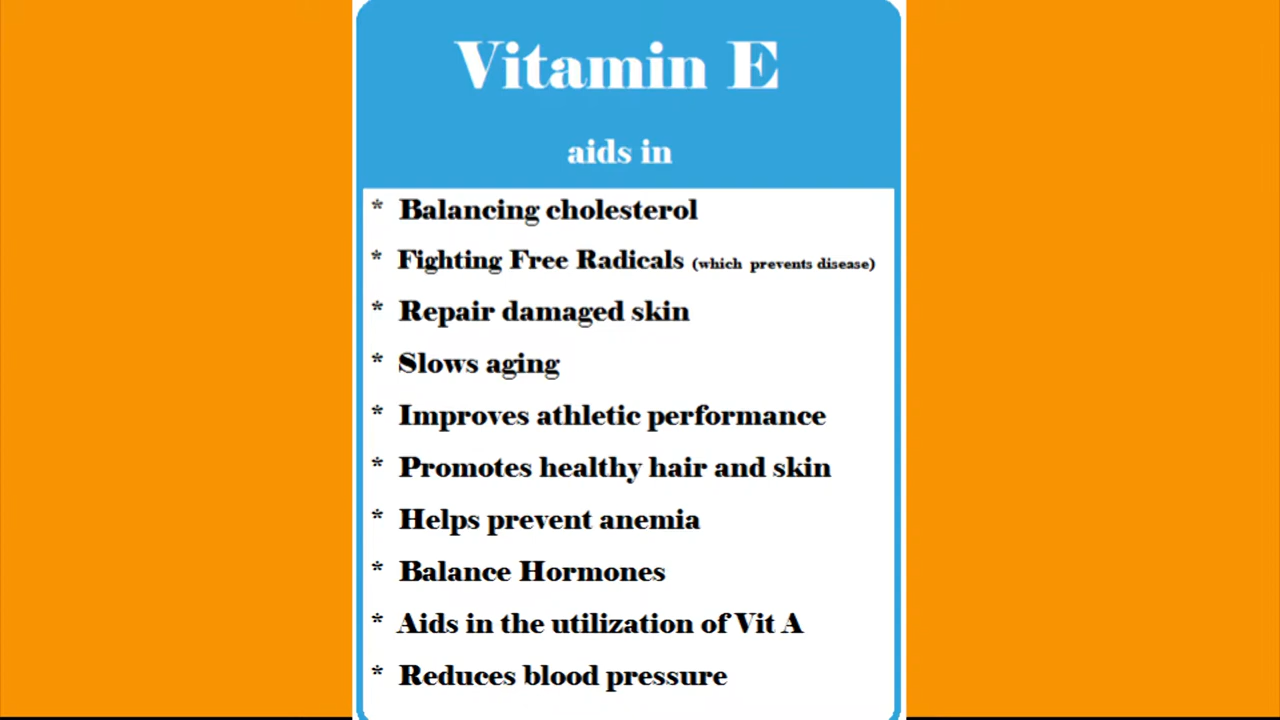 Vitamin E
aids in
* Balancing cholesterol
* Fighting Free Radicals (which prevents disease)
* Repair damaged skin
* Slows aging
* Improves athletic performance
* Promotes healthy hair and skin
* Helps prevent anemia
* Balance Hormones
* Aids in the utilization of Vit A
* Reduces blood pressure